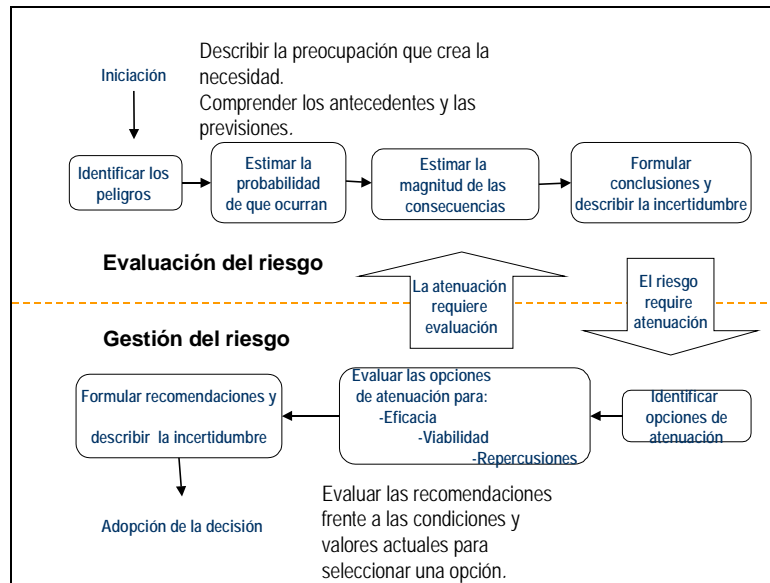 Describir la preocupación que crea la
necesidad.
Comprender los antecedentes y las
previsiones.
Iniciación
Identificar los
peligros
Estimar la
probabilidad
de que ocurran
Estimar la
magnitud de las
consecuencias
Formular
conclusiones y
describir la incertidumbre
Evaluación del riesgo
La atenuación
requiere
evaluación
El riesgo
require
atenuación
Gestión del riesgo
Formular recomendaciones y
describir la incertidumbre
Evaluar las opciones
de atenuación para:
-Eficacia
-Viabilidad
-Repercusiones
Identificar
opciones de
atenuación
Adopción de la decisión
Evaluar las recomendaciones
frente a las condiciones y
valores actuales para
seleccionar una opción.